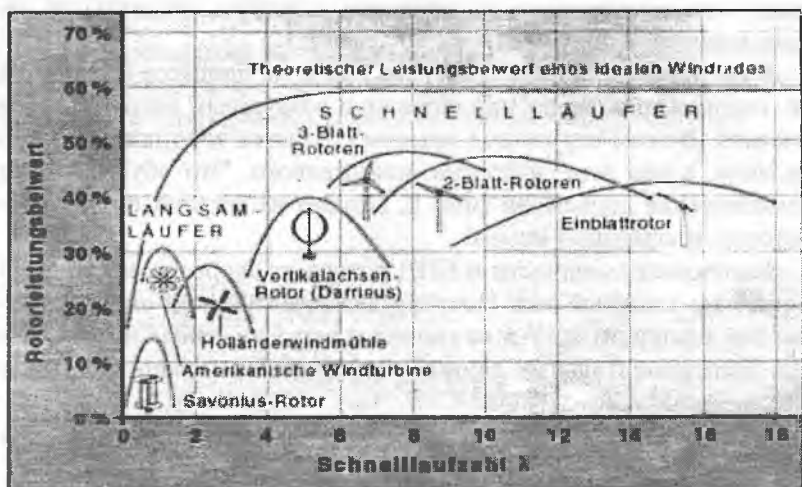 70 %
Theoretischer Leistungsbeiwert eines idealen Windrades
60 %
SCHNELLLÄUFER
50 %
3-Blatt-
Rotoren
40 %
2-Blatt-Rotoren
LANGSAM-
LÄUFER
Einblattrotor
30 %
Vertikalachsen-
Rotor (Darrieus)
20 %
Holländerwindmühle
10 %
Amerikanische Windturbine
Savonius-Rotor
0 %
Rotorleistungsbeiwert
0 2 4 6 8 10 12 14 16 18
Schnelllaufzahl λ